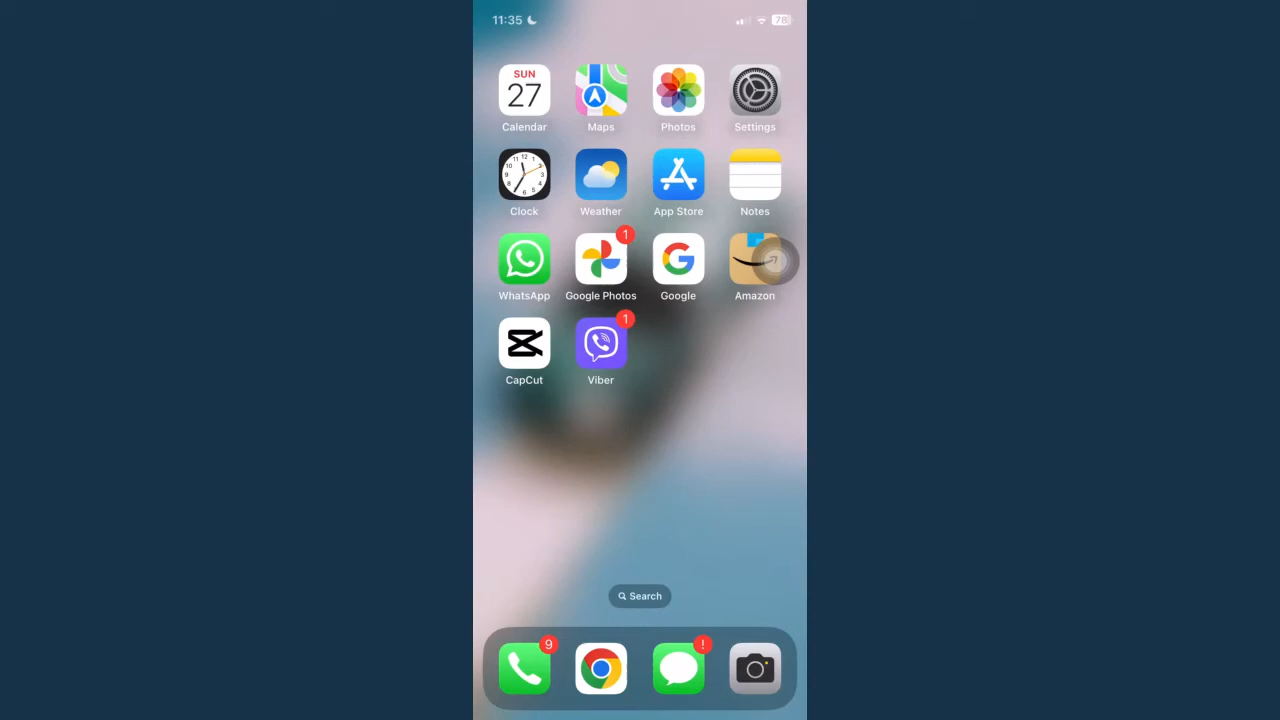 11:35
78
SUN
27
Calendar
Maps
Photos
Settings
Clock
Weather
App Store
Notes
1
WhatsApp
Google Photos
Google
Amazon
1
CapCut
Viber
Search
9
!